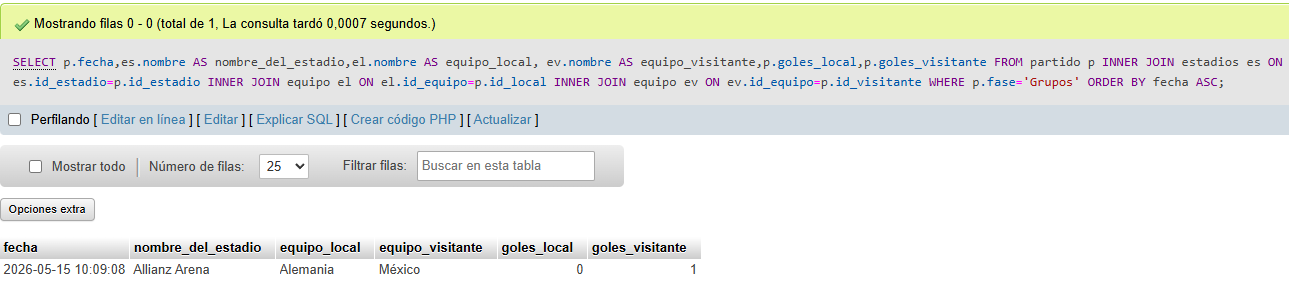 Mostrando filas 0 - 0 (total de 1, La consulta tardó 0,0007 segundos.)
SELECT p.fecha,es.nombre AS nombre_del_estadio,el.nombre AS equipo_local, ev.nombre AS equipo_visitante,p.goles_local,p.goles_visitante FROM partido p INNER JOIN estadios es ON
es.id_estadio=p.id_estadio INNER JOIN equipo el ON el.id_equipo=p.id_local INNER JOIN equipo ev ON ev.id_equipo=p.id_visitante WHERE p.fase='Grupos' ORDER BY fecha ASC;
Perfilando [ Editar en línea ] [ Editar ] [ Explicar SQL ] [ Crear código PHP ] [ Actualizar ]
Mostrar todo Número de filas: 25 Filtrar filas: Buscar en esta tabla
Opciones extra
fecha nombre_del_estadio equipo_local equipo_visitante goles_local goles_visitante
2026-05-15 10:09:08 Allianz Arena Alemania México 0 1